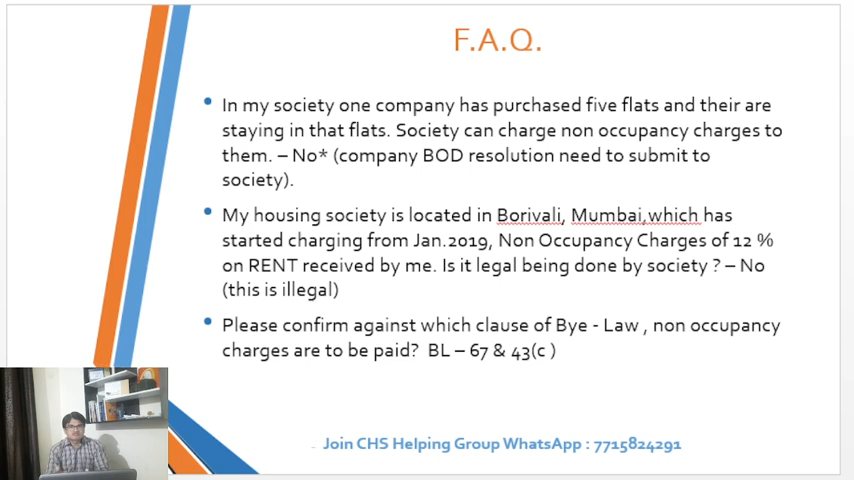 F.A.Q.
• In my society one company has purchased five flats and their are
staying in that flats. Society can charge non occupancy charges to
them. – No* (company BOD resolution need to submit to
society).
• My housing society is located in Borivali, Mumbai,which has
started charging from Jan.2019, Non Occupancy Charges of 12 %
on RENT received by me. Is it legal being done by society ? – No
(this is illegal)
• Please confirm against which clause of Bye - Law , non occupancy
charges are to be paid? BL – 67 & 43(c )
Join CHS Helping Group WhatsApp : 7715824291